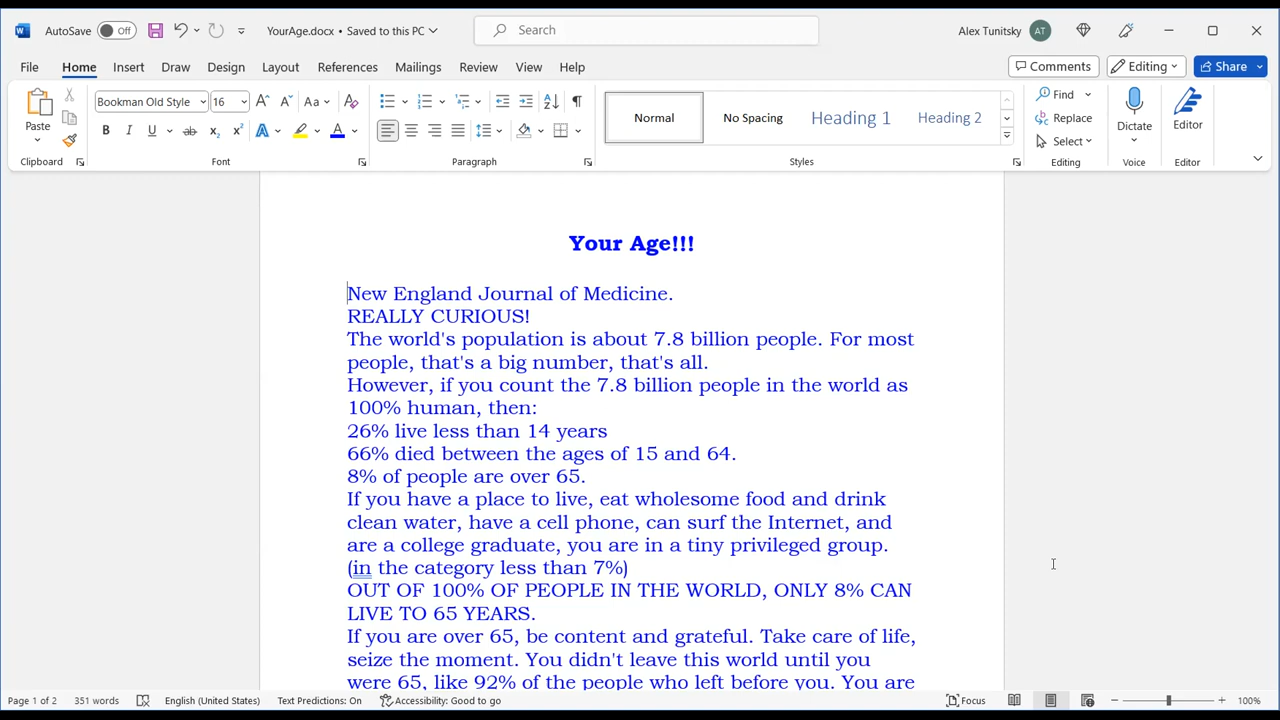 AutoSave Off YourAge.docx • Saved to this PC Search Alex Tunitsky AT
File Home Insert Draw Design Layout References Mailings Review View Help Comments Editing Share
Paste Bookman Old Style 16 Aa Normal No Spacing Heading 1 Heading 2 Find Replace Select Dictate Editor
Clipboard Font Paragraph Styles Editing Voice Editor
Your Age!!!
New England Journal of Medicine.
REALLY CURIOUS!
The world's population is about 7.8 billion people. For most
people, that's a big number, that's all.
However, if you count the 7.8 billion people in the world as
100% human, then:
26% live less than 14 years
66% died between the ages of 15 and 64.
8% of people are over 65.
If you have a place to live, eat wholesome food and drink
clean water, have a cell phone, can surf the Internet, and
are a college graduate, you are in a tiny privileged group.
(in the category less than 7%)
OUT OF 100% OF PEOPLE IN THE WORLD, ONLY 8% CAN
LIVE TO 65 YEARS.
If you are over 65, be content and grateful. Take care of life,
seize the moment. You didn't leave this world until you
were 65, like 92% of the people who left before you. You are
Page 1 of 2 351 words English (United States) Text Predictions: On Accessibility: Good to go Focus 100%